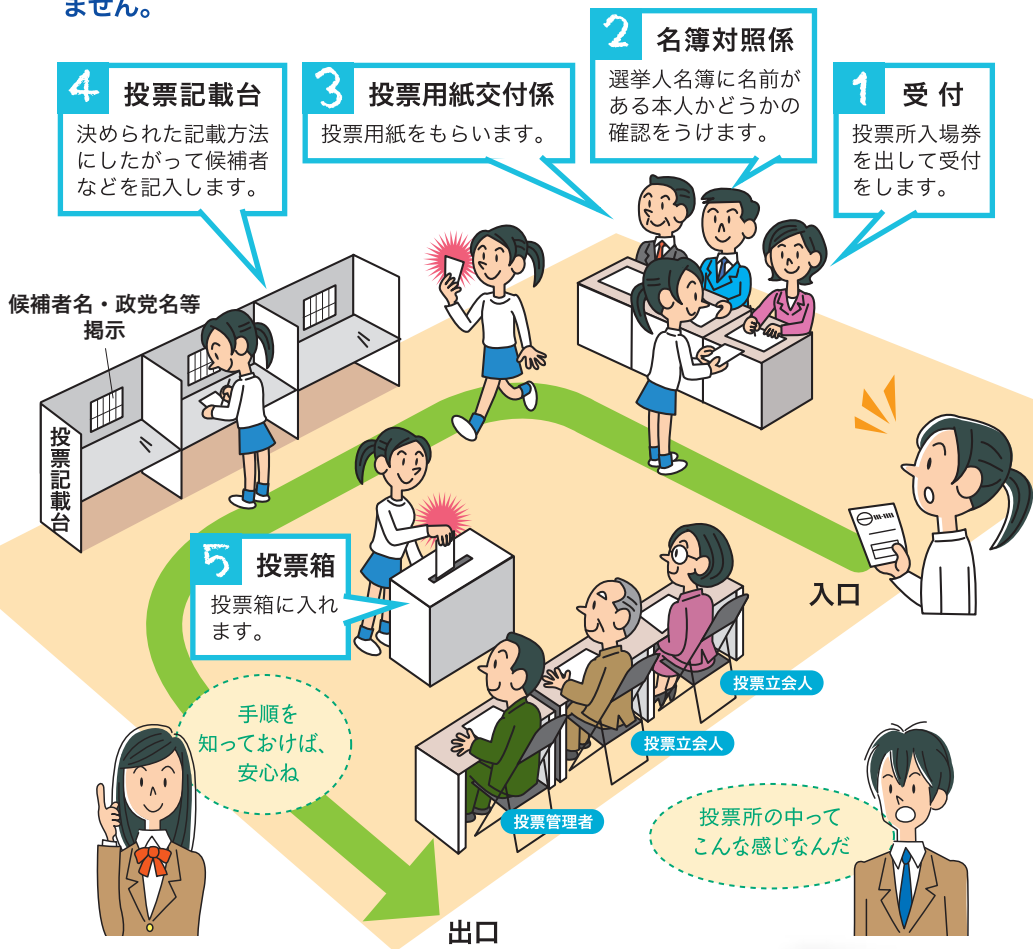 ません。
1 受付
投票所入場券
を出して受付
をします。
2 名簿対照係
選挙人名簿に名前が
ある本人かどうかの
確認をうけます。
3 投票用紙交付係
投票用紙をもらいます。
4 投票記載台
決められた記載方法
にしたがって候補者
などを記入します。
候補者名・政党名等
掲示
投票記載台
5 投票箱
投票箱に入れ
ます。
入口
投票立会人
投票立会人
投票管理者
手順を
知っておけば、
安心ね
投票所の中って
こんな感じなんだ
出口